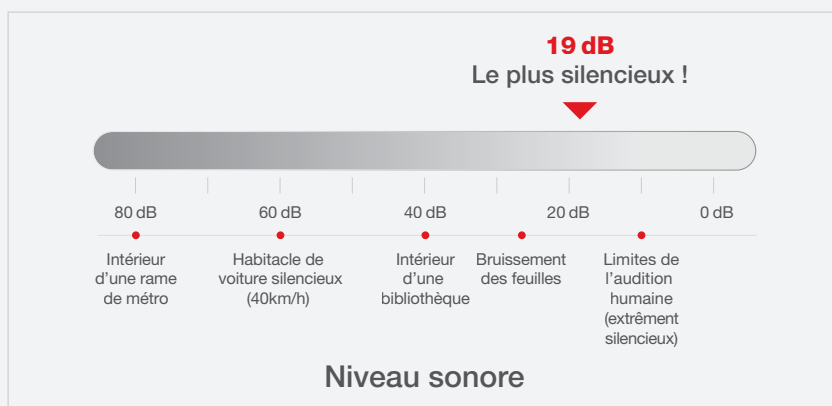 19 dB
Le plus silencieux !
80 dB
60 dB
40 dB
20 dB
0 dB
Intérieur
d’une rame
de métro
Habitacle de
voiture silencieux
(40km/h)
Intérieur
d’une
bibliothèque
Bruissement
des feuilles
Limites de
l’audition
humaine
(extrêment
silencieux)
Niveau sonore